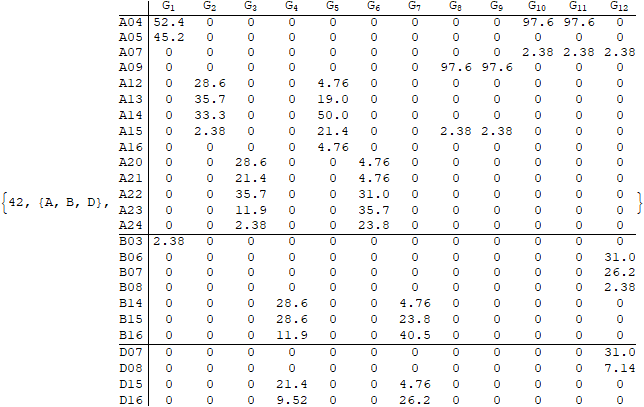 G1 G2 G3 G4 G5 G6 G7 G8 G9 G10 G11 G12
A04 52.4 0 0 0 0 0 0 0 0 97.6 97.6 0
A05 45.2 0 0 0 0 0 0 0 0 0 0 0
A07 0 0 0 0 0 0 0 0 0 2.38 2.38 2.38
A09 0 0 0 0 0 0 0 97.6 97.6 0 0 0
A12 0 28.6 0 0 4.76 0 0 0 0 0 0 0
A13 0 35.7 0 0 19.0 0 0 0 0 0 0 0
A14 0 33.3 0 0 50.0 0 0 0 0 0 0 0
A15 0 2.38 0 0 21.4 0 0 2.38 2.38 0 0 0
A16 0 0 0 0 4.76 0 0 0 0 0 0 0
A20 0 0 28.6 0 0 4.76 0 0 0 0 0 0
A21 0 0 21.4 0 0 4.76 0 0 0 0 0 0
{42, {A, B, D}, A22 0 0 35.7 0 0 31.0 0 0 0 0 0 0 }
A23 0 0 11.9 0 0 35.7 0 0 0 0 0 0
A24 0 0 2.38 0 0 23.8 0 0 0 0 0 0
B03 2.38 0 0 0 0 0 0 0 0 0 0 0
B06 0 0 0 0 0 0 0 0 0 0 0 31.0
B07 0 0 0 0 0 0 0 0 0 0 0 26.2
B08 0 0 0 0 0 0 0 0 0 0 0 2.38
B14 0 0 0 28.6 0 0 4.76 0 0 0 0 0
B15 0 0 0 28.6 0 0 23.8 0 0 0 0 0
B16 0 0 0 11.9 0 0 40.5 0 0 0 0 0
D07 0 0 0 0 0 0 0 0 0 0 0 31.0
D08 0 0 0 0 0 0 0 0 0 0 0 7.14
D15 0 0 0 21.4 0 0 4.76 0 0 0 0 0
D16 0 0 0 9.52 0 0 26.2 0 0 0 0 0